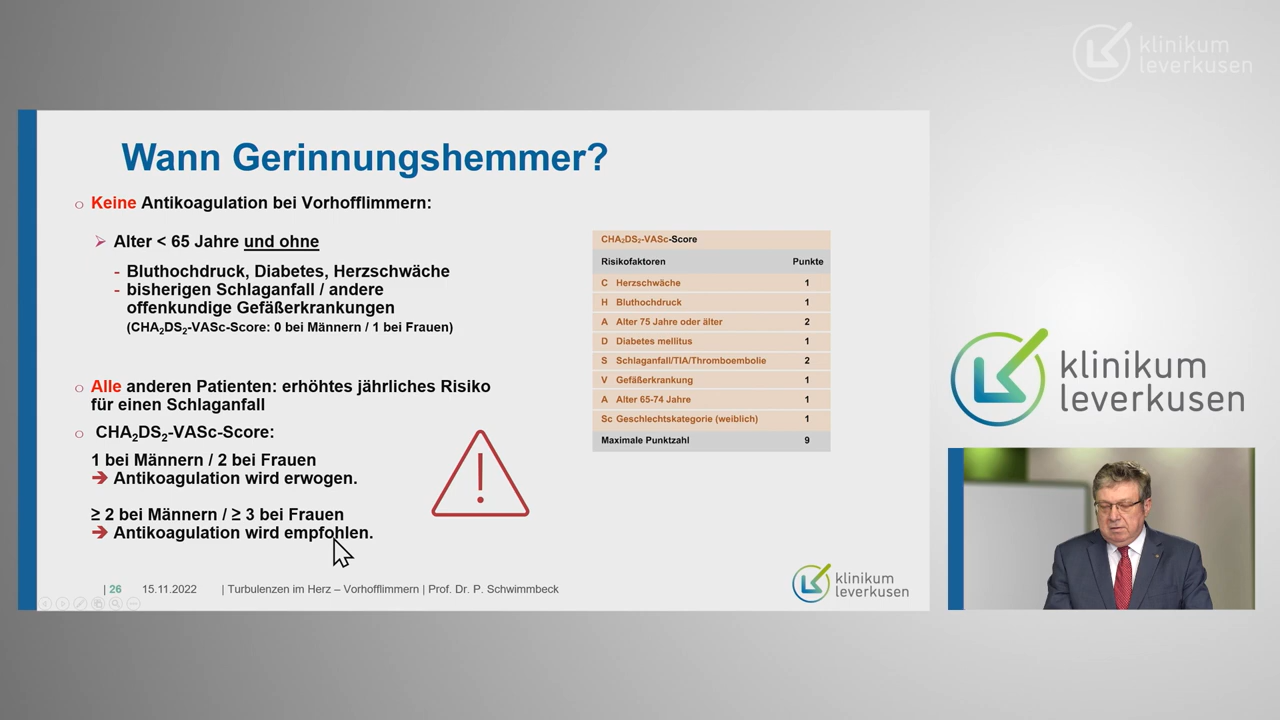 klinikum
leverkusen
Wann Gerinnungshemmer?
Keine Antikoagulation bei Vorhofflimmern:
Alter < 65 Jahre und ohne
- Bluthochdruck, Diabetes, Herzschwäche
- bisherigen Schlaganfall / andere
offenkundige Gefäßerkrankungen
(CHA₂DS₂-VASc-Score: 0 bei Männern / 1 bei Frauen)
Alle anderen Patienten: erhöhtes jährliches Risiko
für einen Schlaganfall
CHA₂DS₂-VASc-Score:
1 bei Männern / 2 bei Frauen
➔ Antikoagulation wird erwogen.
≥ 2 bei Männern / ≥ 3 bei Frauen
➔ Antikoagulation wird empfohlen.
CHA₂DS₂-VASc-Score
Risikofaktoren Punkte
C Herzschwäche 1
H Bluthochdruck 1
A Alter 75 Jahre oder älter 2
D Diabetes mellitus 1
S Schlaganfall/TIA/Thromboembolie 2
V Gefäßerkrankung 1
A Alter 65-74 Jahre 1
Sc Geschlechtskategorie (weiblich) 1
Maximale Punktzahl 9
| 26 15.11.2022 | Turbulenzen im Herz – Vorhofflimmern | Prof. Dr. P. Schwimmbeck
klinikum
leverkusen
klinikum
leverkusen